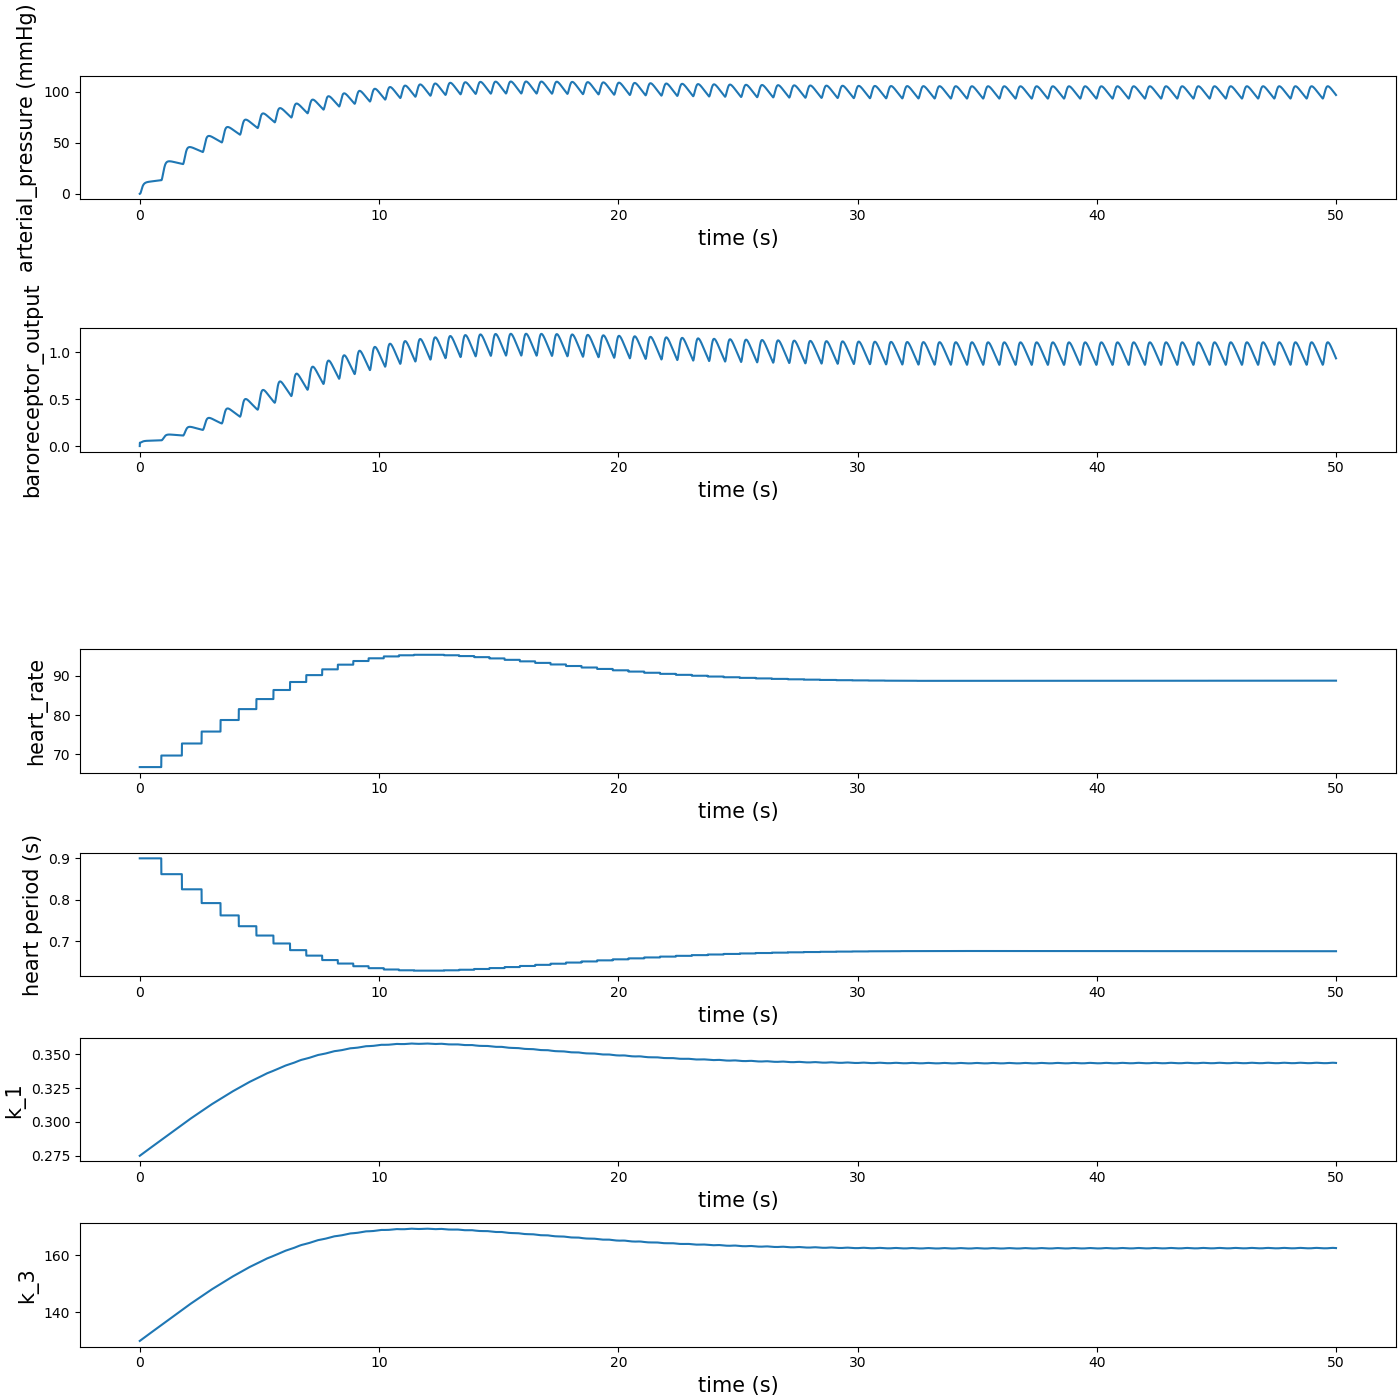 arterial_pressure (mmHg)
100
50
0
0 10 20 30 40 50
time (s)
baroreceptor_output
1.0
0.5
0.0
0 10 20 30 40 50
time (s)
heart_rate
90
80
70
0 10 20 30 40 50
time (s)
heart period (s)
0.9
0.8
0.7
0 10 20 30 40 50
time (s)
k_1
0.350
0.325
0.300
0.275
0 10 20 30 40 50
time (s)
k_3
160
140
0 10 20 30 40 50
time (s)